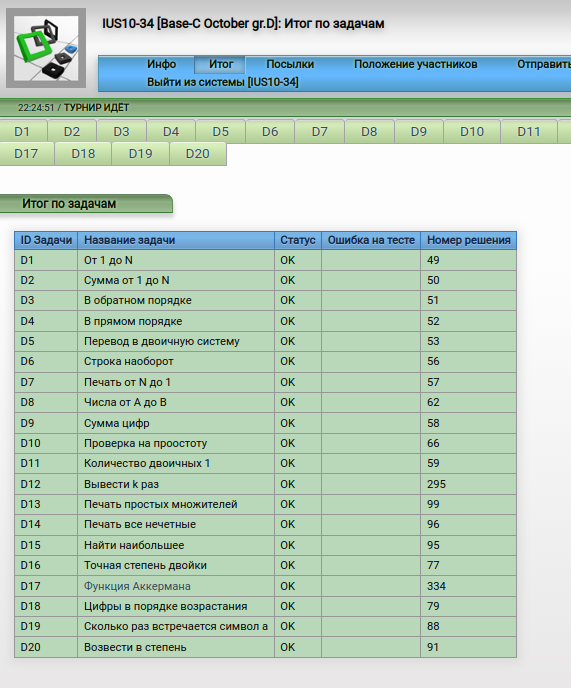 IUS10-34 [Base-C October gr.D]: Итог по задачам
Инфо Итог Посылки Положение участников Отправить
Выйти из системы [IUS10-34]
22:24:51 / ТУРНИР ИДЁТ
D1 D2 D3 D4 D5 D6 D7 D8 D9 D10 D11
D17 D18 D19 D20
Итог по задачам
ID Задачи Название задачи Статус Ошибка на тесте Номер решения
D1 От 1 до N OK 49
D2 Сумма от 1 до N OK 50
D3 В обратном порядке OK 51
D4 В прямом порядке OK 52
D5 Перевод в двоичную систему OK 53
D6 Строка наоборот OK 56
D7 Печать от N до 1 OK 57
D8 Числа от А до В OK 62
D9 Сумма цифр OK 58
D10 Проверка на проостоту OK 66
D11 Количество двоичных 1 OK 59
D12 Вывести k раз OK 295
D13 Печать простых множителей OK 99
D14 Печать все нечетные OK 96
D15 Найти наибольшее OK 95
D16 Точная степень двойки OK 77
D17 Функция Аккермана OK 334
D18 Цифры в порядке возрастания OK 79
D19 Сколько раз встречается символ а OK 88
D20 Возвести в степень OK 91